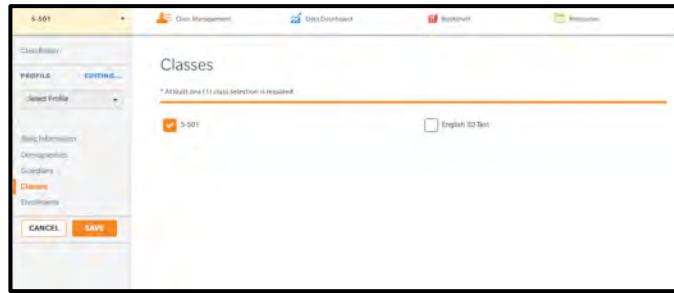 5-501
Class Management
Data Dashboard
Bookshelf
Resources
Class Roster
PROFILE EDITING...
Select Profile
Classes
* At least one (1) class selection is required
5-501
English 3D Test
Basic Information
Demographics
Guardians
Classes
Enrollments
CANCEL SAVE